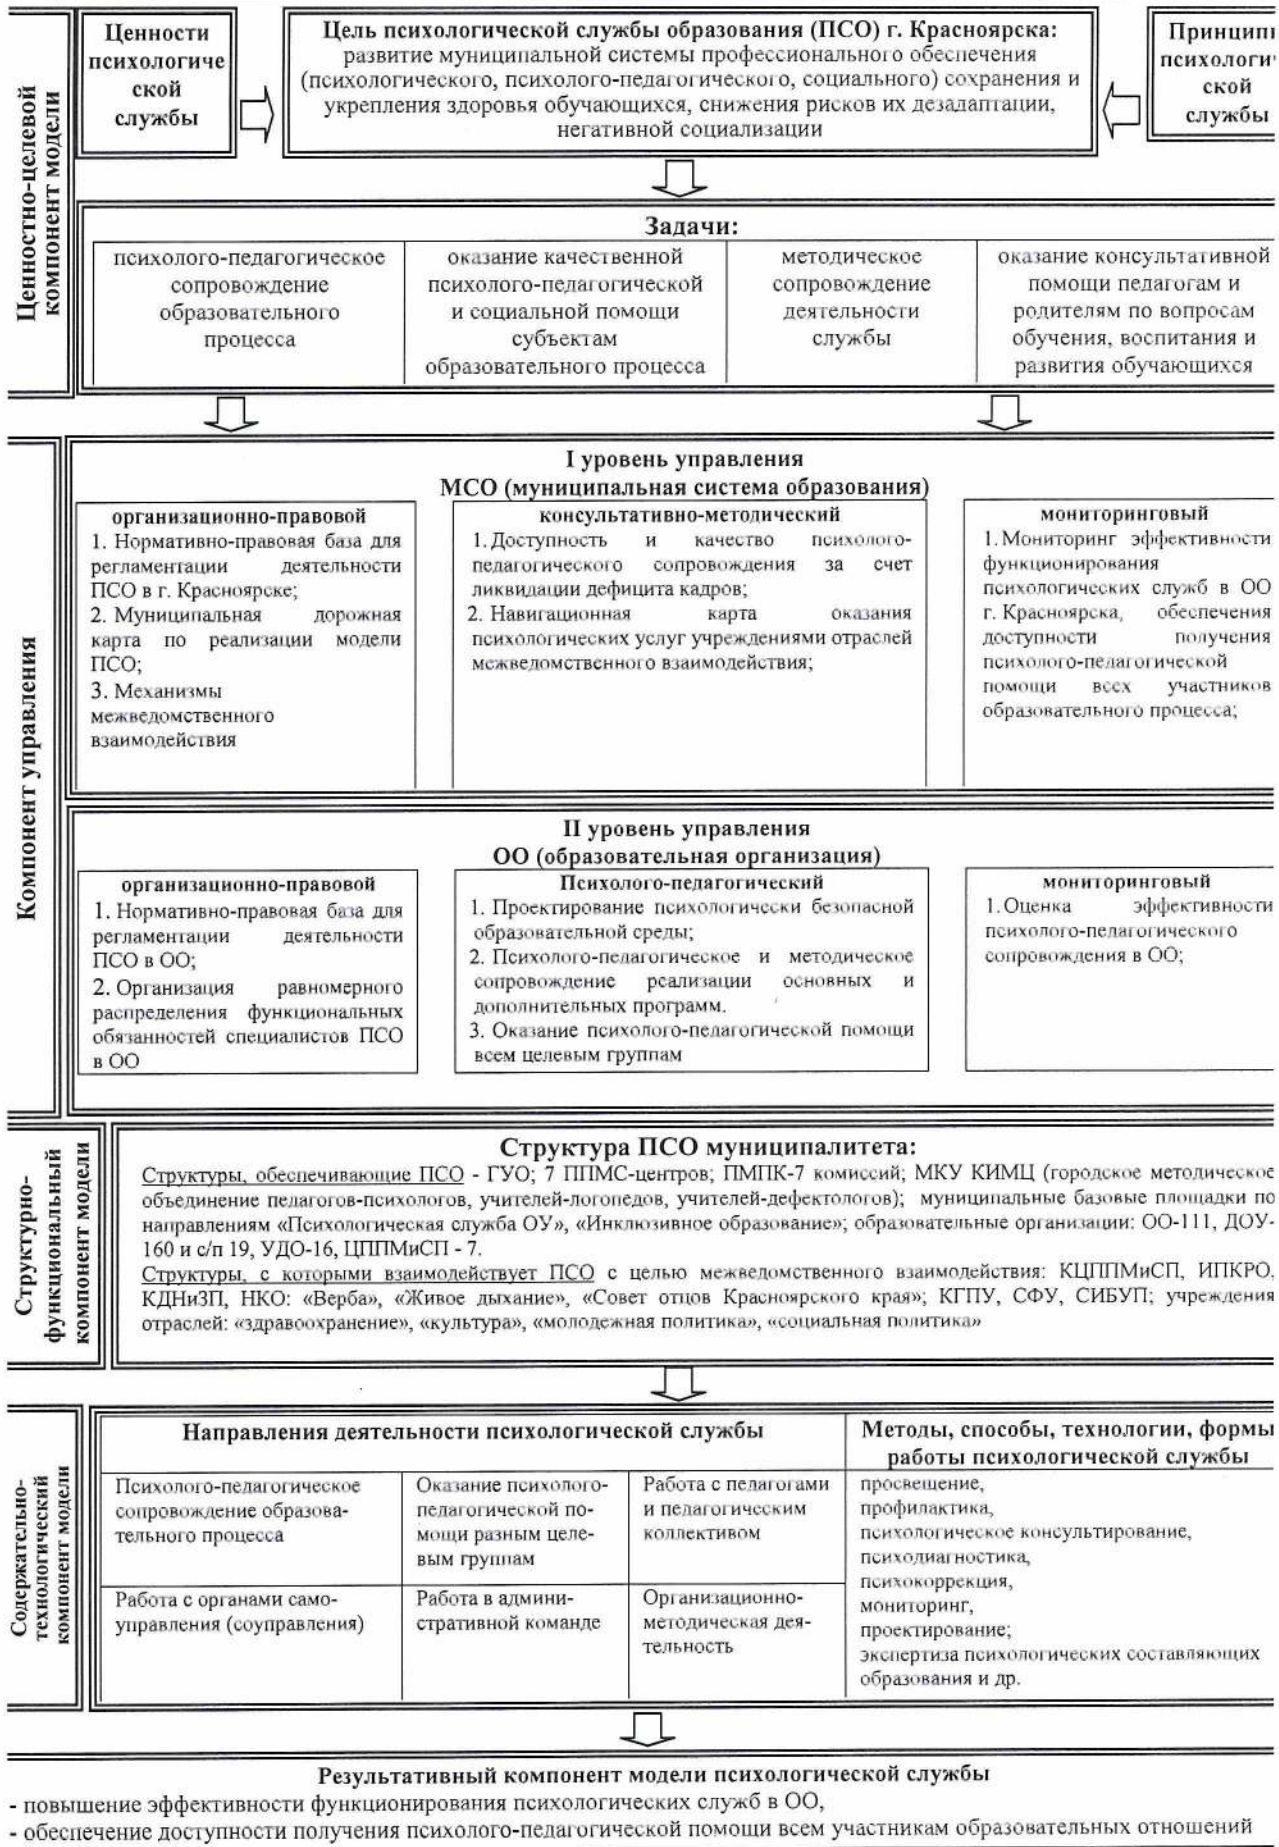 Ценностно-целевой
компонент модели
Ценности
психологиче
ской
службы
Цель психологической службы образования (ПСО) г. Красноярска:
развитие муниципальной системы профессионального обеспечения
(психологического, психолого-педагогического, социального) сохранения и
укрепления здоровья обучающихся, снижения рисков их дезадаптации,
негативной социализации
Принципы
психологи
ской
службы
Задачи:
психолого-педагогическое
сопровождение
образовательного
процесса
оказание качественной
психолого-педагогической
и социальной помощи
субъектам
образовательного процесса
методическое
сопровождение
деятельности
службы
оказание консультативной
помощи педагогам и
родителям по вопросам
обучения, воспитания и
развития обучающихся
Компонент управления
I уровень управления
МСО (муниципальная система образования)
организационно-правовой
1. Нормативно-правовая база для
регламентации деятельности
ПСО в г. Красноярске;
2. Муниципальная дорожная
карта по реализации модели
ПСО;
3. Механизмы
межведомственного
взаимодействия
консультативно-методический
1. Доступность и качество психолого-
педагогического сопровождения за счет
ликвидации дефицита кадров;
2. Навигационная карта оказания
психологических услуг учреждениями отраслей
межведомственного взаимодействия;
мониторинговый
1. Мониторинг эффективности
функционирования
психологических служб в ОО
г. Красноярска, обеспечения
доступности получения
психолого-педагогической
помощи всех участников
образовательного процесса;
II уровень управления
ОО (образовательная организация)
организационно-правовой
1. Нормативно-правовая база для
регламентации деятельности
ПСО в ОО;
2. Организация равномерного
распределения функциональных
обязанностей специалистов ПСО
в ОО
Психолого-педагогический
1. Проектирование психологически безопасной
образовательной среды;
2. Психолого-педагогическое и методическое
сопровождение реализации основных и
дополнительных программ.
3. Оказание психолого-педагогической помощи
всем целевым группам
мониторинговый
1. Оценка эффективности
психолого-педагогического
сопровождения в ОО;
Структурно-
функциональный
компонент модели
Структура ПСО муниципалитета:
Структуры, обеспечивающие ПСО - ГУО; 7 ППМС-центров; ПМПК-7 комиссий; МКУ КИМЦ (городское методическое
объединение педагогов-психологов, учителей-логопедов, учителей-дефектологов); муниципальные базовые площадки по
направлениям «Психологическая служба ОУ», «Инклюзивное образование»; образовательные организации: ОО-111, ДОУ-
160 и с/п 19, УДО-16, ЦППМиСП - 7.
Структуры, с которыми взаимодействует ПСО с целью межведомственного взаимодействия: КЦППМиСП, ИПКРО,
КДНиЗП, НКО: «Верба», «Живое дыхание», «Совет отцов Красноярского края»; КГПУ, СФУ, СИБУП; учреждения
отраслей: «здравоохранение», «культура», «молодежная политика», «социальная политика»
Содержательно-
технологический
компонент модели
Направления деятельности психологической службы
Методы, способы, технологии, формы
работы психологической службы
Психолого-педагогическое
сопровождение образова-
тельного процесса
Оказание психолого-
педагогической по-
мощи разным целе-
вым группам
Работа с педагогами
и педагогическим
коллективом
Работа с органами само-
управления (соуправления)
Работа в админи-
стративной команде
Организационно-
методическая дея-
тельность
просвещение,
профилактика,
психологическое консультирование,
психодиагностика,
психокоррекция,
мониторинг,
проектирование;
экспертиза психологических составляющих
образования и др.
Результативный компонент модели психологической службы
- повышение эффективности функционирования психологических служб в ОО,
- обеспечение доступности получения психолого-педагогической помощи всем участникам образовательных отношений